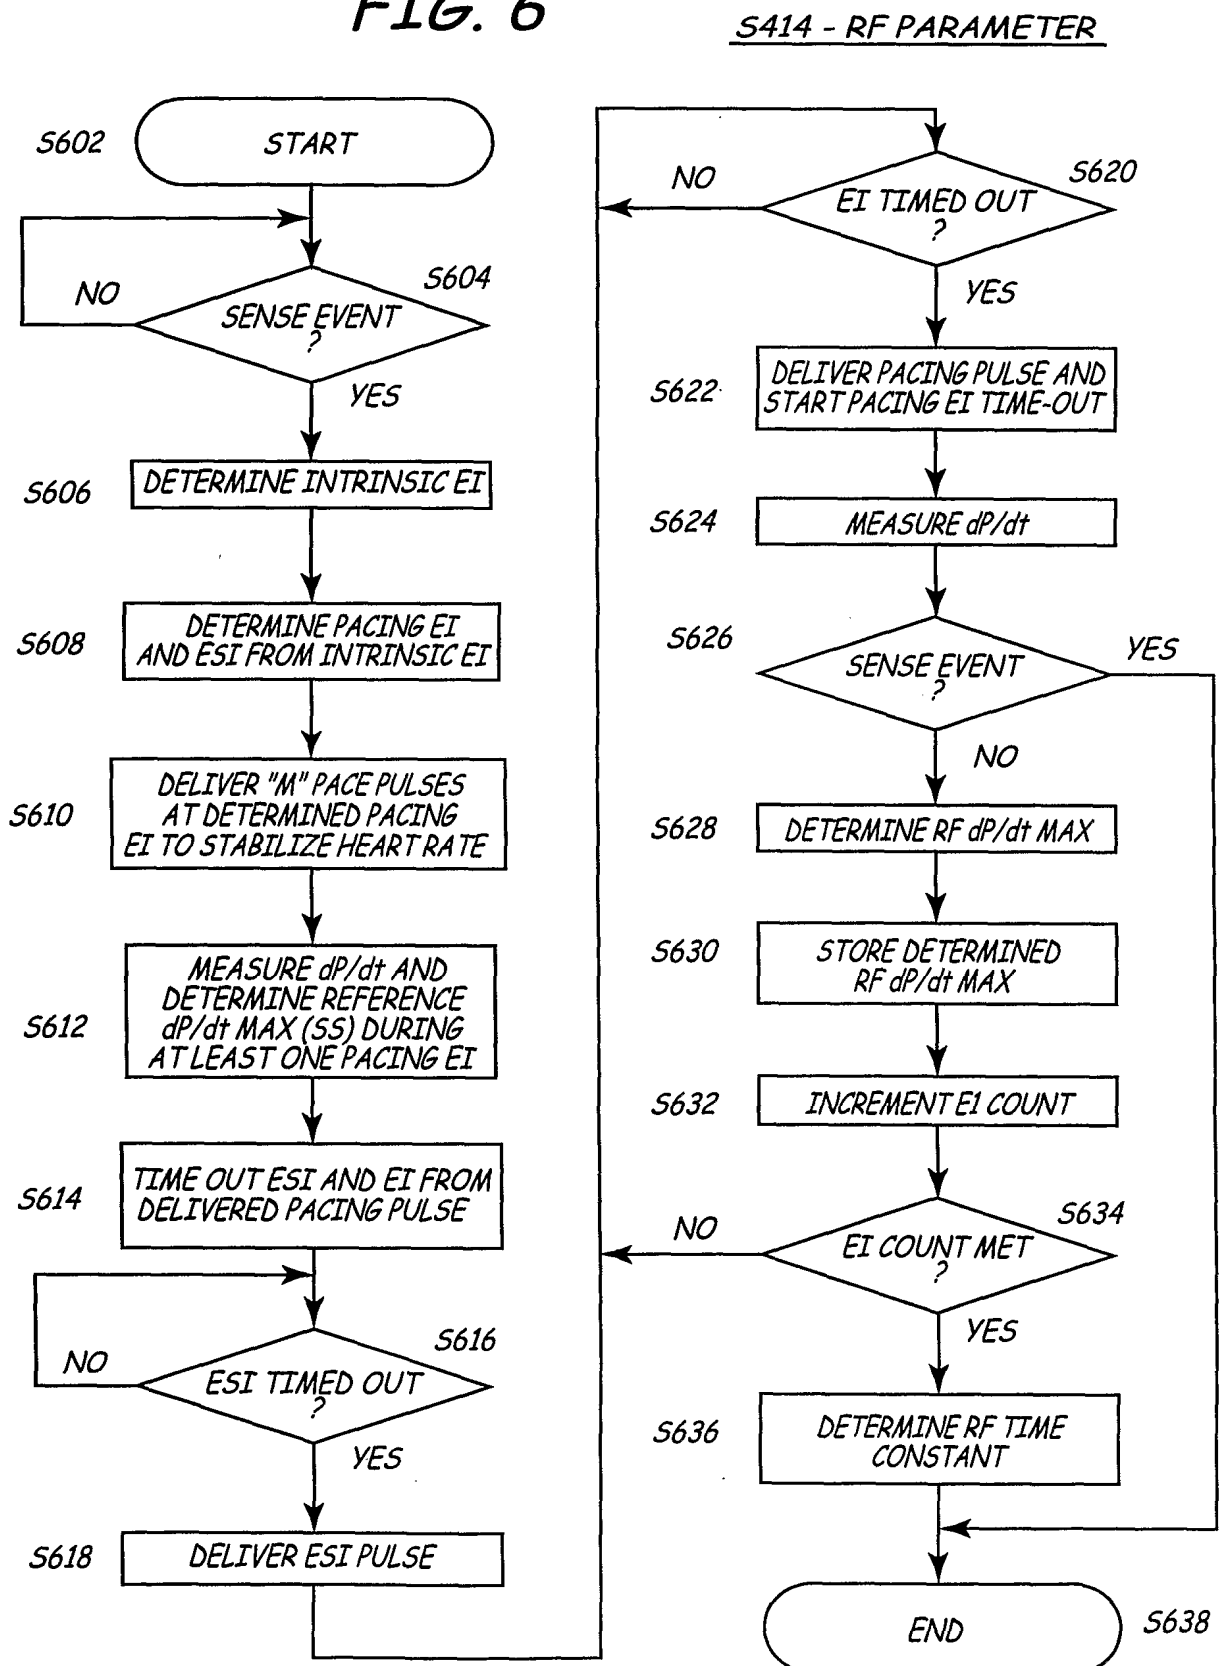 FIG. 6
S414 - RF PARAMETER
S602
START
S604
NO
SENSE EVENT
?
YES
S606
DETERMINE INTRINSIC EI
S608
DETERMINE PACING EI
AND ESI FROM INTRINSIC EI
S610
DELIVER "M" PACE PULSES
AT DETERMINED PACING
EI TO STABILIZE HEART RATE
S612
MEASURE dP/dt AND
DETERMINE REFERENCE
dP/dt MAX (SS) DURING
AT LEAST ONE PACING EI
S614
TIME OUT ESI AND EI FROM
DELIVERED PACING PULSE
S616
NO
ESI TIMED OUT
?
YES
S618
DELIVER ESI PULSE
S620
NO
EI TIMED OUT
?
YES
S622
DELIVER PACING PULSE AND
START PACING EI TIME-OUT
S624
MEASURE dP/dt
S626
SENSE EVENT
?
YES
NO
S628
DETERMINE RF dP/dt MAX
S630
STORE DETERMINED
RF dP/dt MAX
S632
INCREMENT E1 COUNT
S634
NO
EI COUNT MET
?
YES
S636
DETERMINE RF TIME
CONSTANT
END
S638